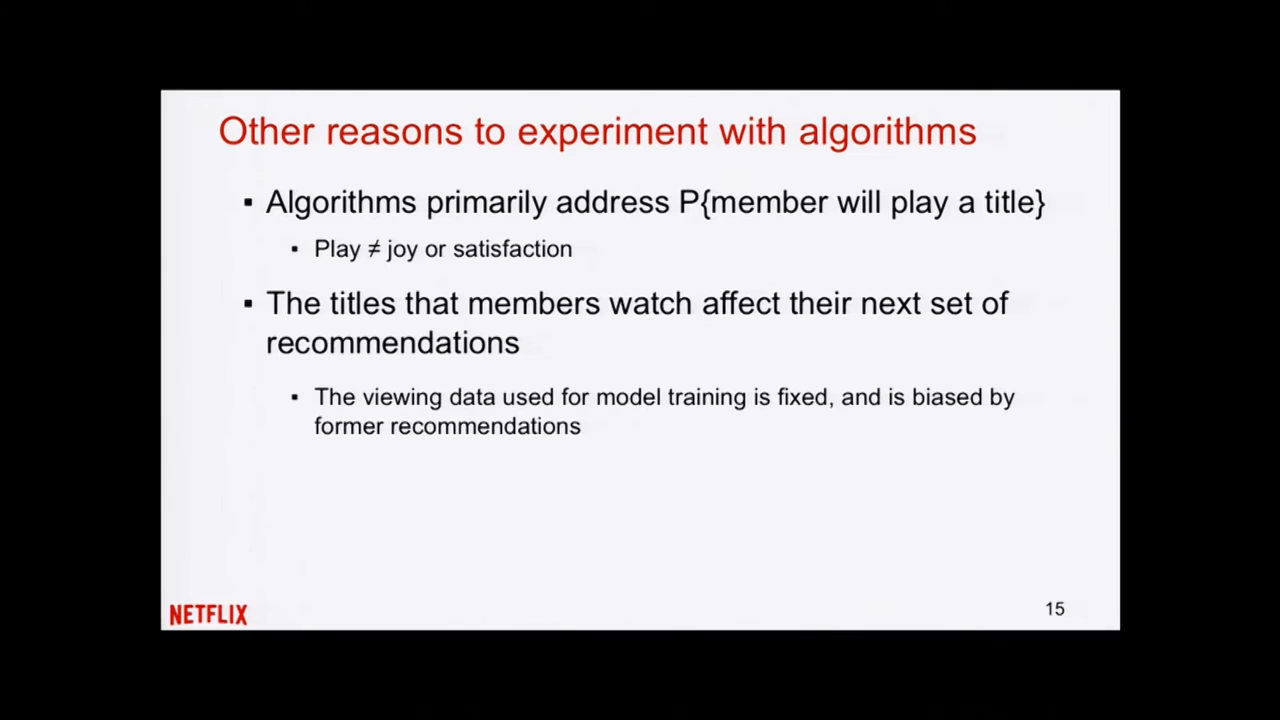 Other reasons to experiment with algorithms
▪ Algorithms primarily address P{member will play a title}
▪ Play ≠ joy or satisfaction
▪ The titles that members watch affect their next set of
recommendations
▪ The viewing data used for model training is fixed, and is biased by
former recommendations
NETFLIX
15